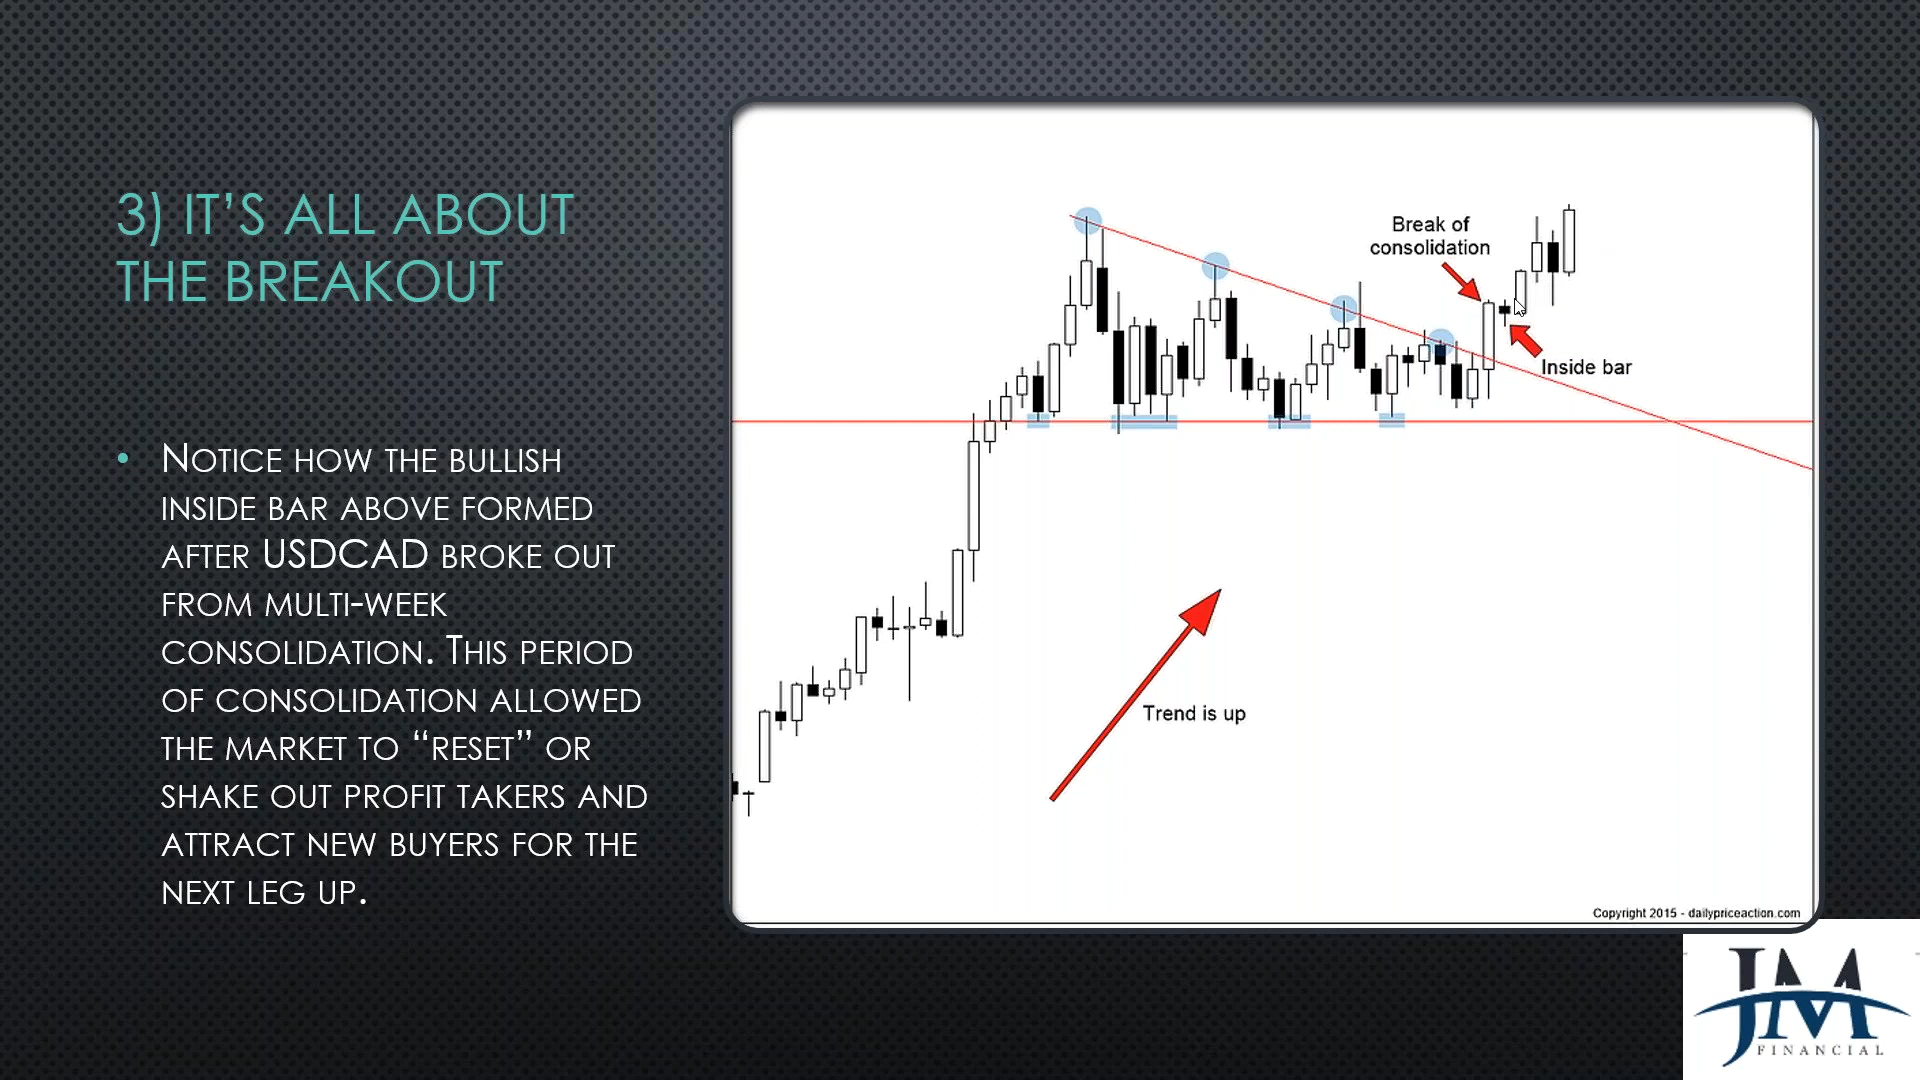 3) IT’S ALL ABOUT
THE BREAKOUT
• NOTICE HOW THE BULLISH
INSIDE BAR ABOVE FORMED
AFTER USDCAD BROKE OUT
FROM MULTI-WEEK
CONSOLIDATION. THIS PERIOD
OF CONSOLIDATION ALLOWED
THE MARKET TO “RESET” OR
SHAKE OUT PROFIT TAKERS AND
ATTRACT NEW BUYERS FOR THE
NEXT LEG UP.
Break of
consolidation
Inside bar
Trend is up
Copyright 2015 - dailypriceaction.com
JM
FINANCIAL